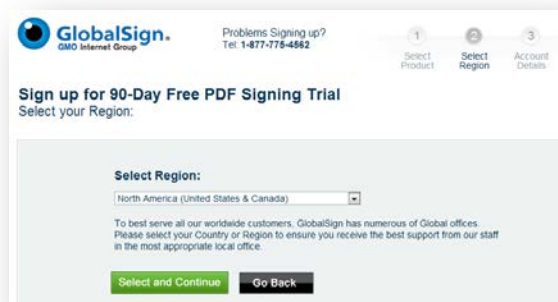 GlobalSign.
GMO Internet Group
Problems Signing up?
Tel: 1-877-775-4562
1
Select
Product
2
Select
Region
3
Account
Details
Sign up for 90-Day Free PDF Signing Trial
Select your Region:
Select Region:
North America (United States & Canada)
To best serve all our worldwide customers, GlobalSign has numerous of Global offices.
Please select your Country or Region to ensure you receive the best support from our staff
in the most appropriate local office.
Select and Continue
Go Back